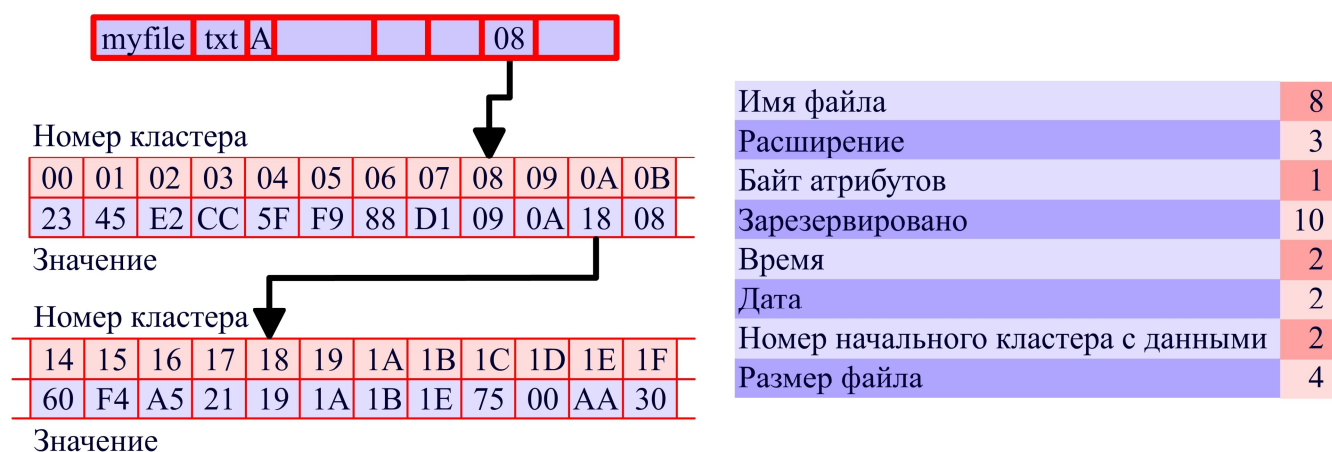 myfile txt A 08
Номер кластера
00 01 02 03 04 05 06 07 08 09 0A 0B
23 45 E2 CC 5F F9 88 D1 09 0A 18 08
Значение
Номер кластера
14 15 16 17 18 19 1A 1B 1C 1D 1E 1F
60 F4 A5 21 19 1A 1B 1E 75 00 AA 30
Значение
Имя файла 8
Расширение 3
Байт атрибутов 1
Зарезервировано 10
Время 2
Дата 2
Номер начального кластера с данными 2
Размер файла 4